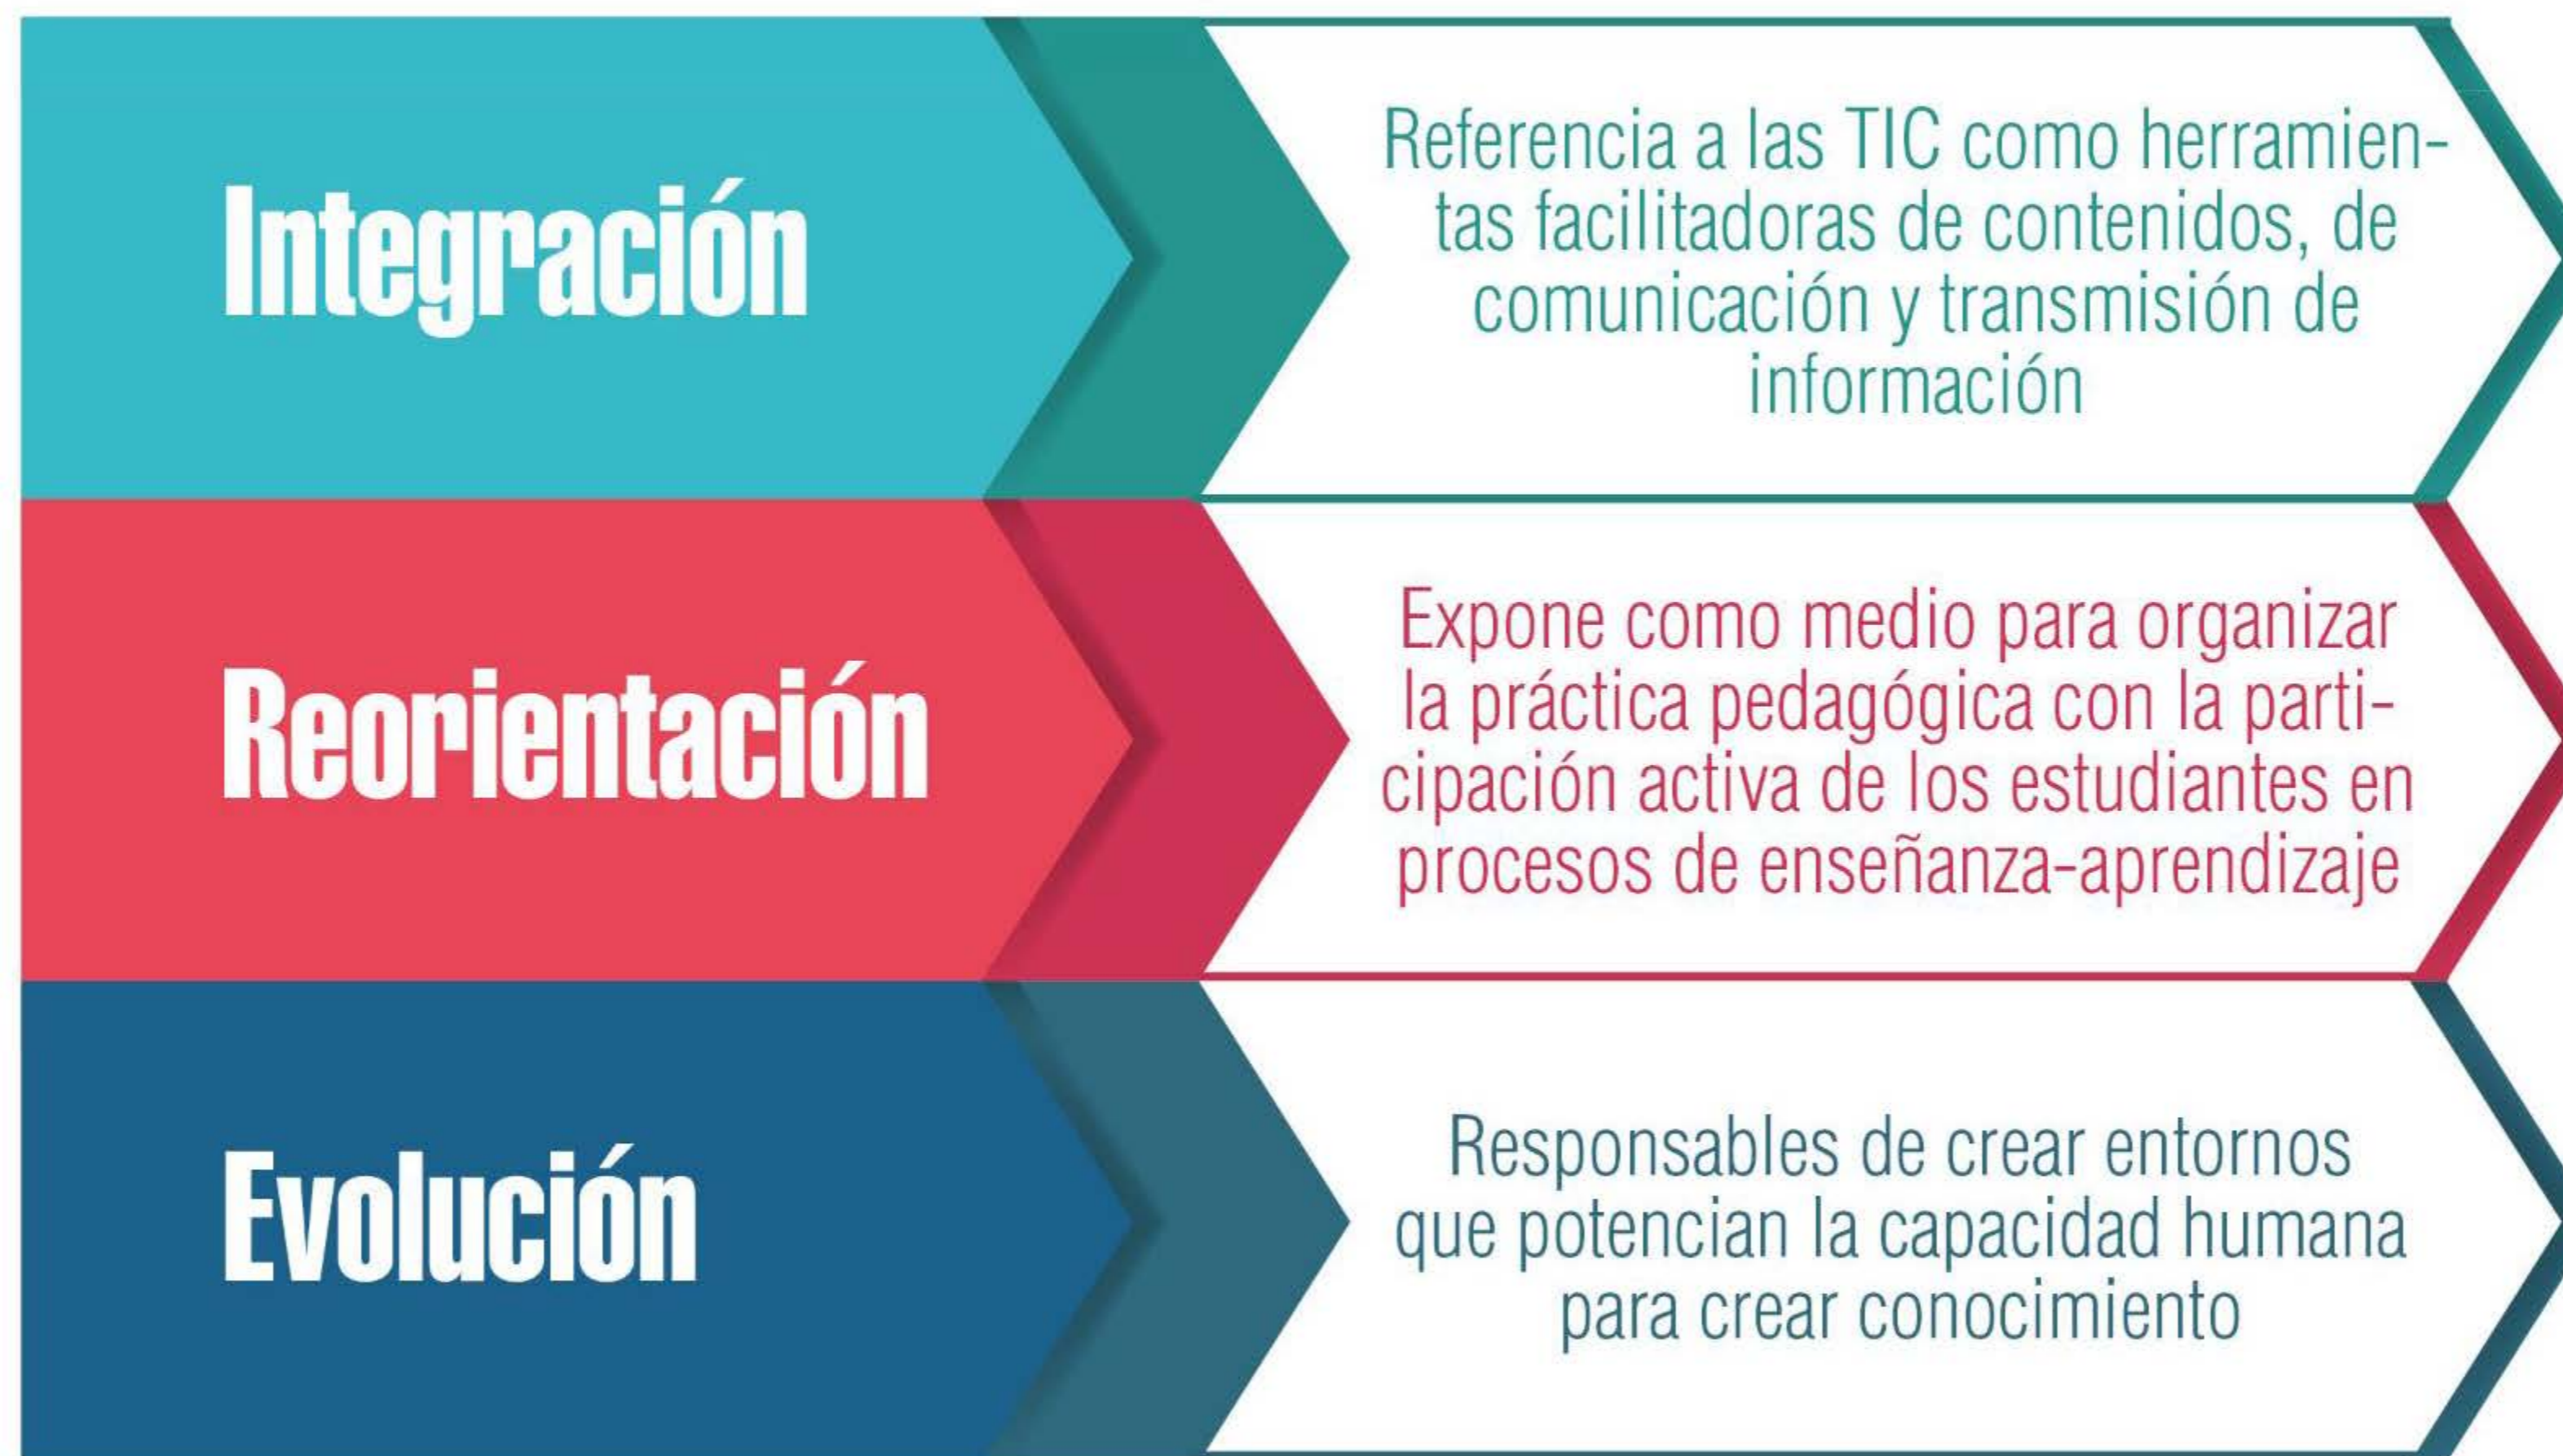 Integración
Referencia a las TIC como herramien-
tas facilitadoras de contenidos, de
comunicación y transmisión de
información
Reorientación
Expone como medio para organizar
la práctica pedagógica con la parti-
cipación activa de los estudiantes en
procesos de enseñanza-aprendizaje
Evolución
Responsables de crear entornos
que potencian la capacidad humana
para crear conocimiento